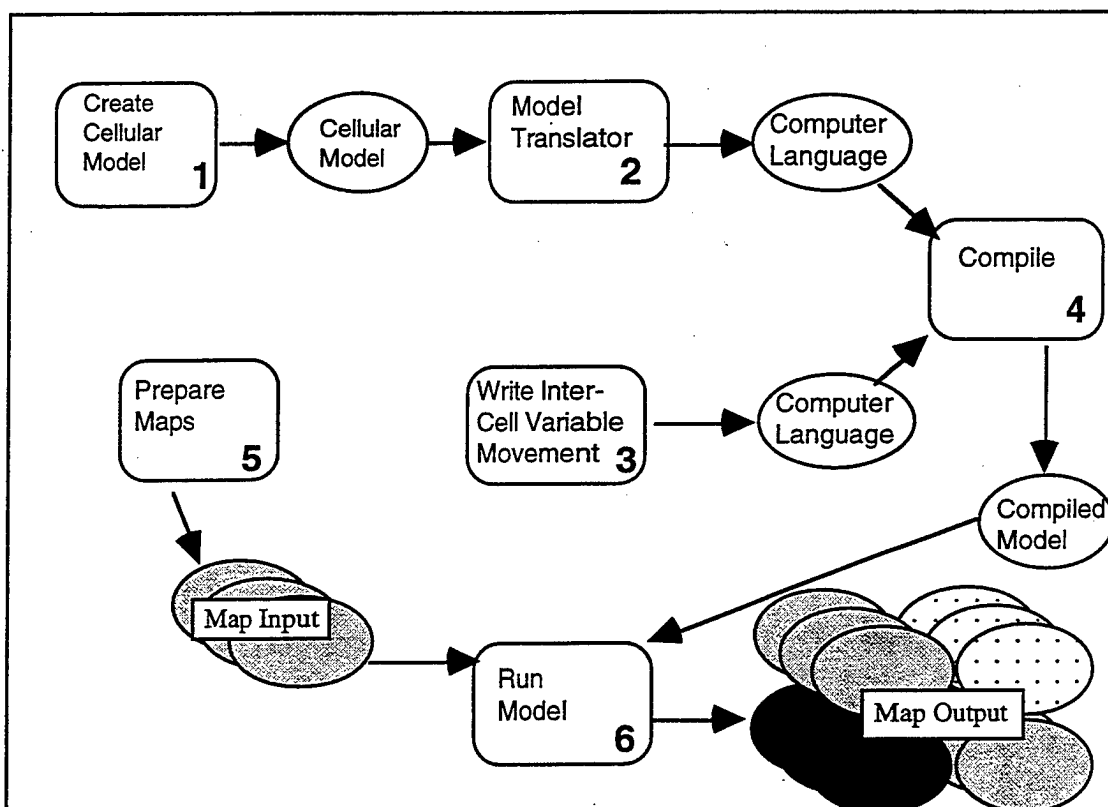 Create
Cellular
Model
1
Cellular
Model
Model
Translator
2
Computer
Language
Compile
4
Prepare
Maps
5
Write Inter-
Cell Variable
Movement
3
Computer
Language
Compiled
Model
Map Input
Run
Model
6
Map Output